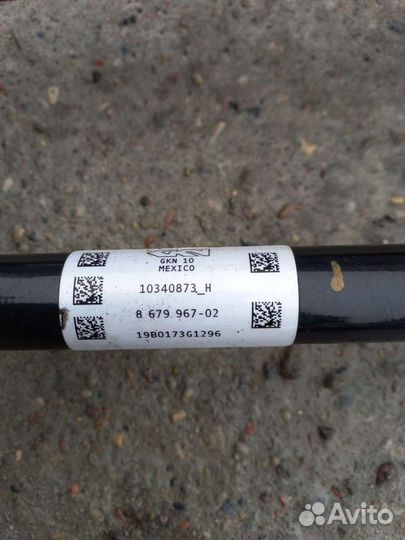 GKN 10
MEXICO
10340873_H
8 679 967-02
19B0173G1296
Avito